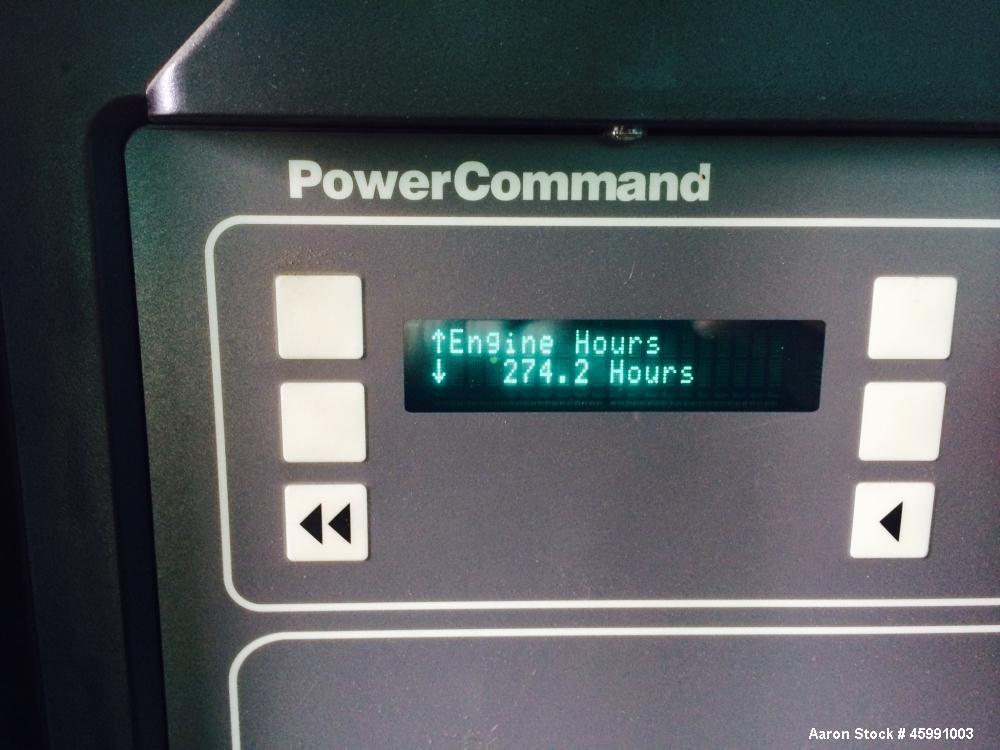 PowerCommand
↑Engine Hours
↓ 274.2 Hours
Aaron Stock # 45991003